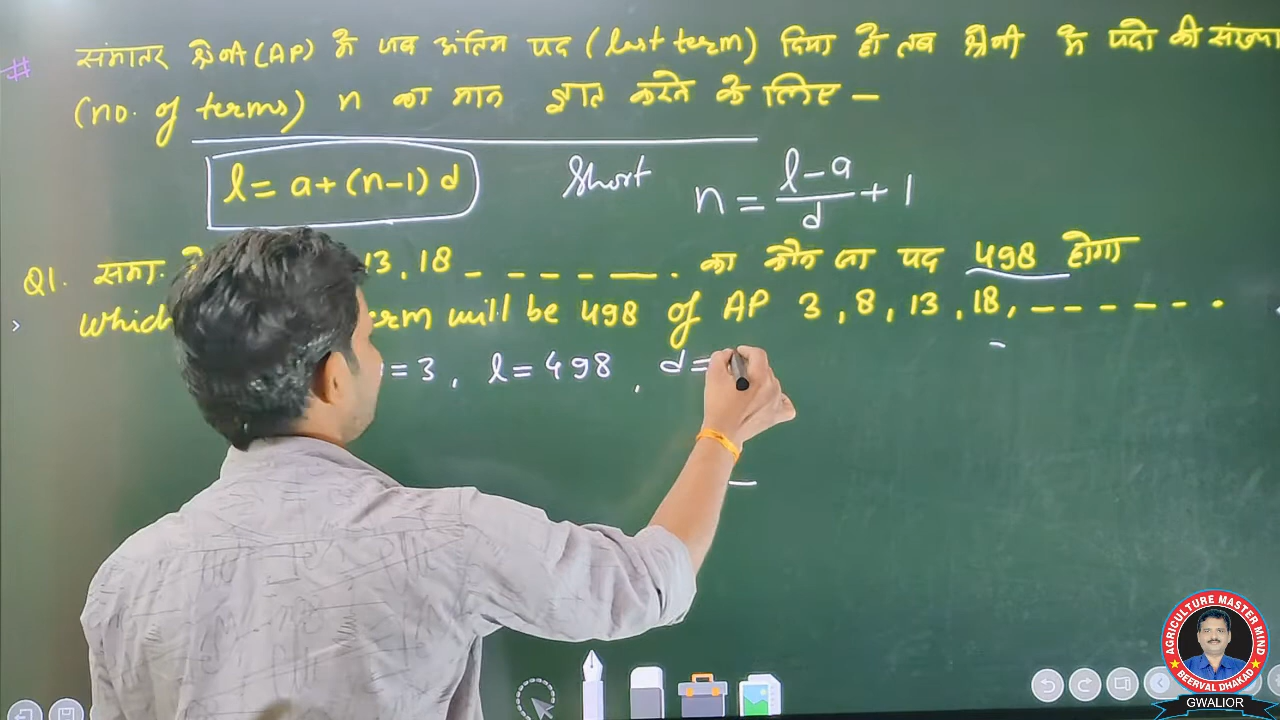 # समातर श्रेणी (AP) मे जब अंतिम पद (last term) दिया हो तब श्रेणी के पदो की संख्या
(no. of terms) n का मान ज्ञात करने के लिए –
l = a + (n-1) d
Short n = \frac{l-a}{d} + 1
Q1. समा. 13, 18 - - - - - - . का कौन सा पद 498 होगा
which term will be 498 of AP 3, 8, 13, 18, - - - - - - .
= 3, l = 498, d =
AGRICULTURE MASTER MIND
BEERVAL DHAKAD
GWALIOR